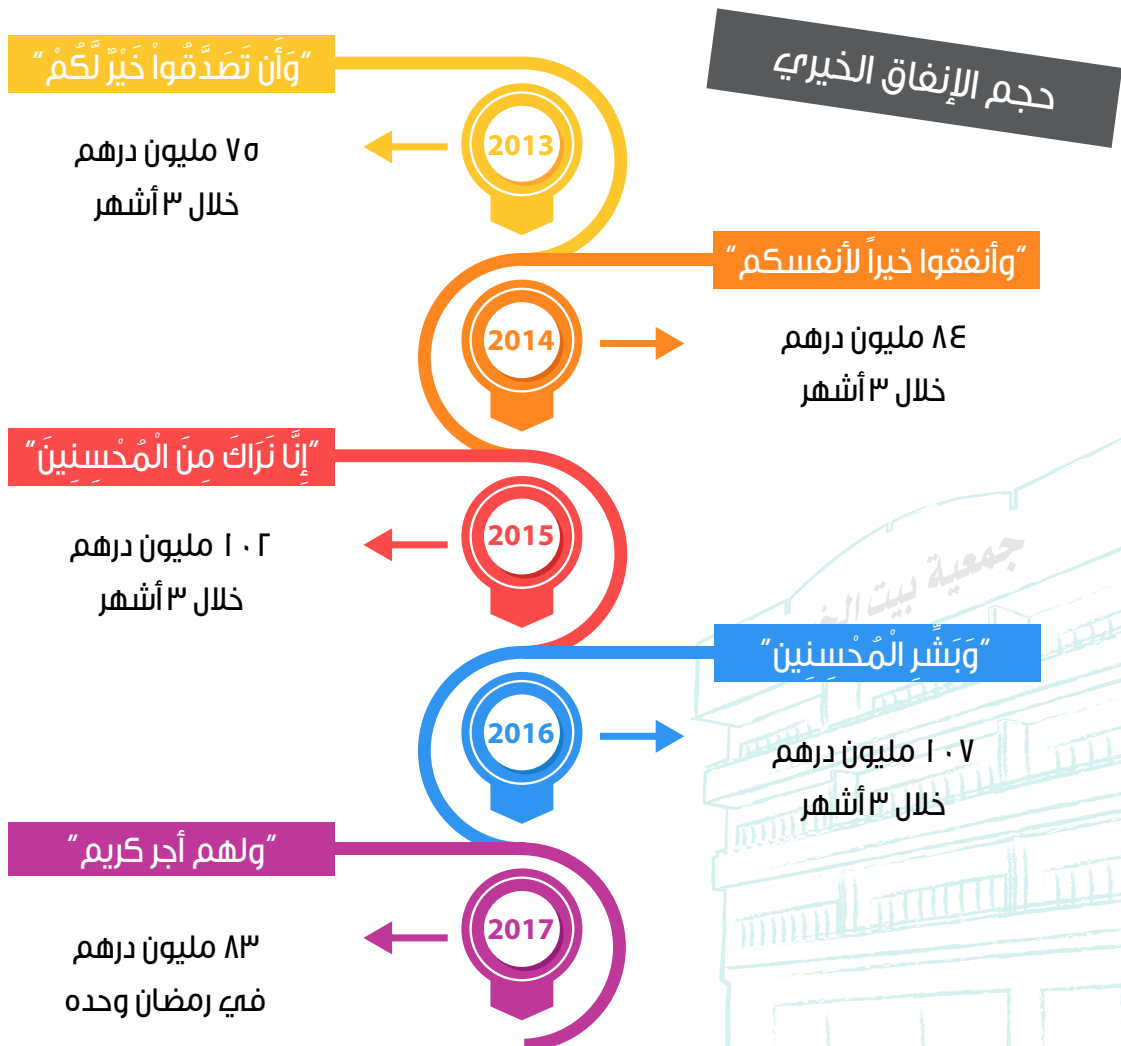 حجم الإنفاق الخيري
"وَأَن تَصَدَّقُواْ خَيْرٌ لَّكُمْ"
2013
٧٥ مليون درهم
خلال ٣ أشهر
"وأنفقوا خيراً لأنفسكم"
2014
٨٤ مليون درهم
خلال ٣ أشهر
"إِنَّا نَرَاكَ مِنَ الْمُحْسِنِينَ"
2015
١٠٢ مليون درهم
خلال ٣ أشهر
جمعية بيت
"وَبَشِّرِ الْمُحْسِنِين"
2016
١٠٧ مليون درهم
خلال ٣ أشهر
"ولهم أجر كريم"
2017
٨٣ مليون درهم
في رمضان وحده